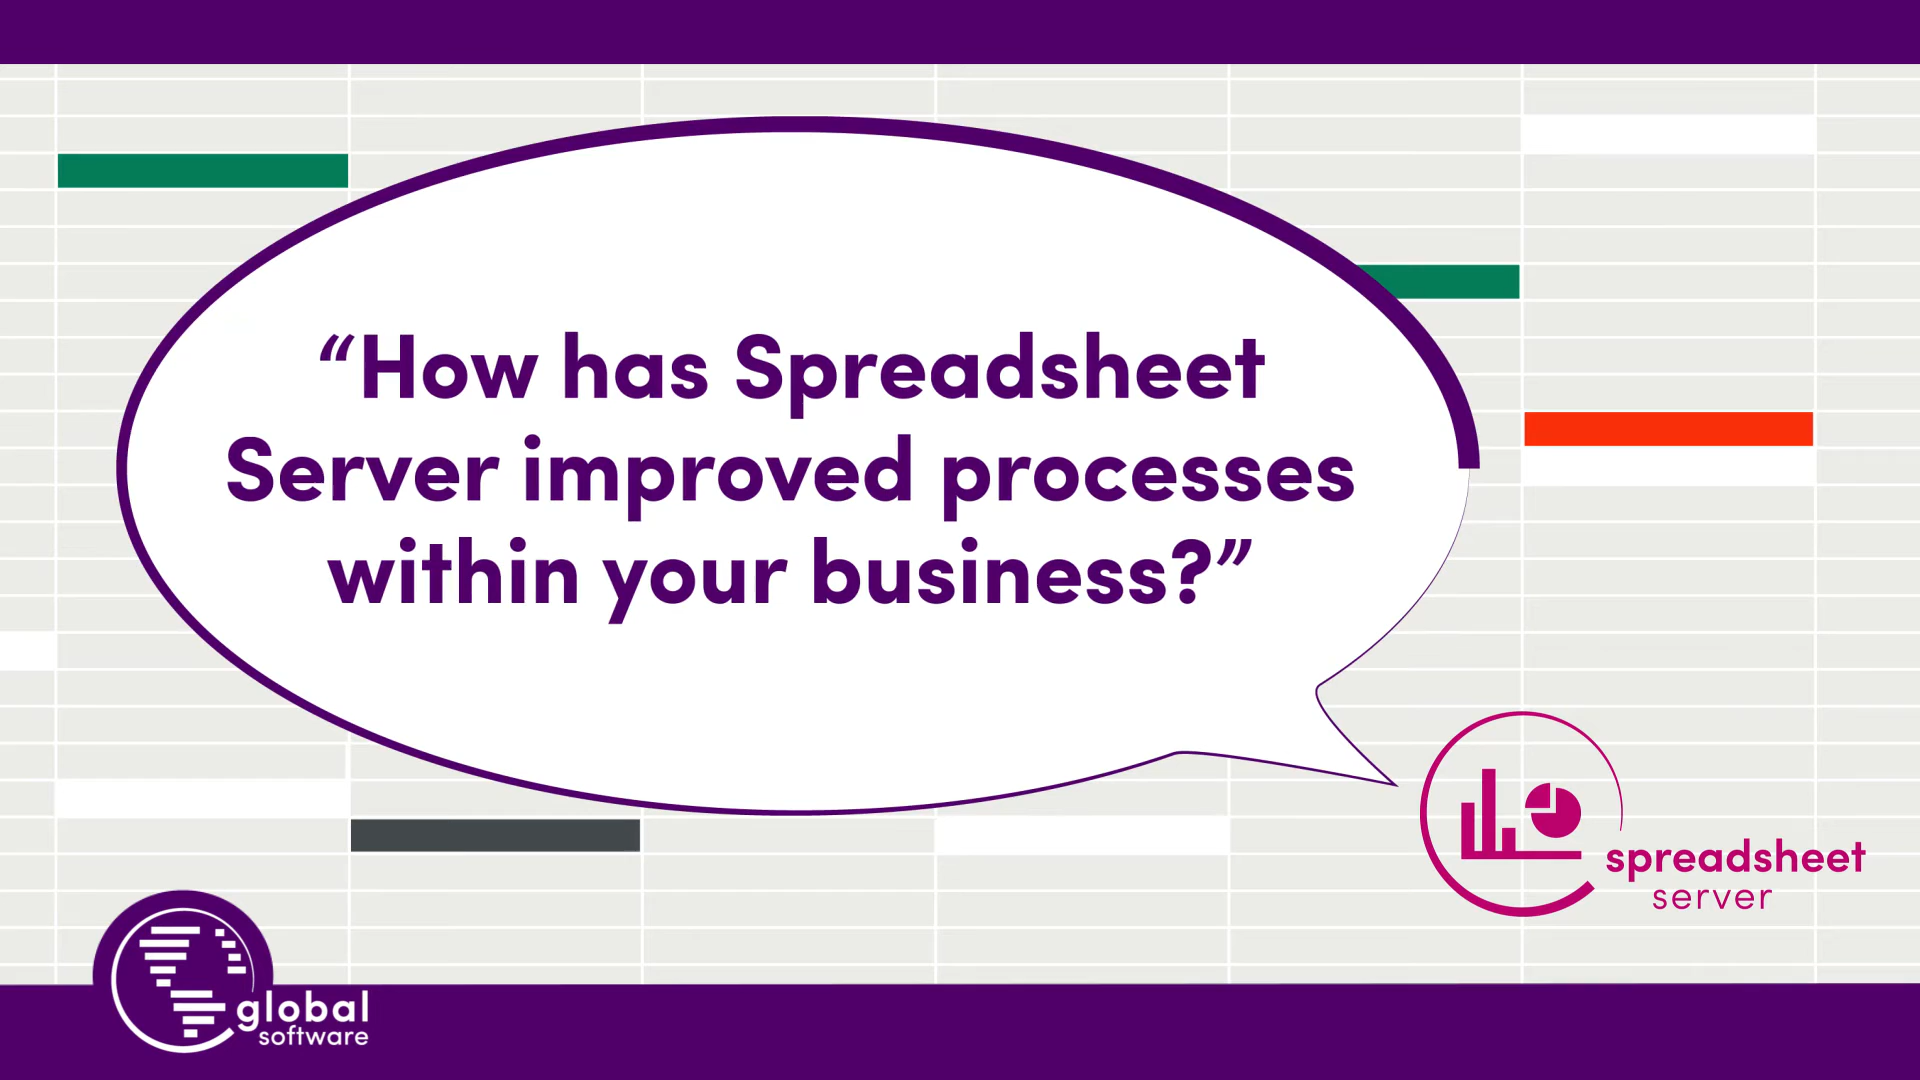 “How has Spreadsheet
Server improved processes
within your business?”
spreadsheet
server
global
software